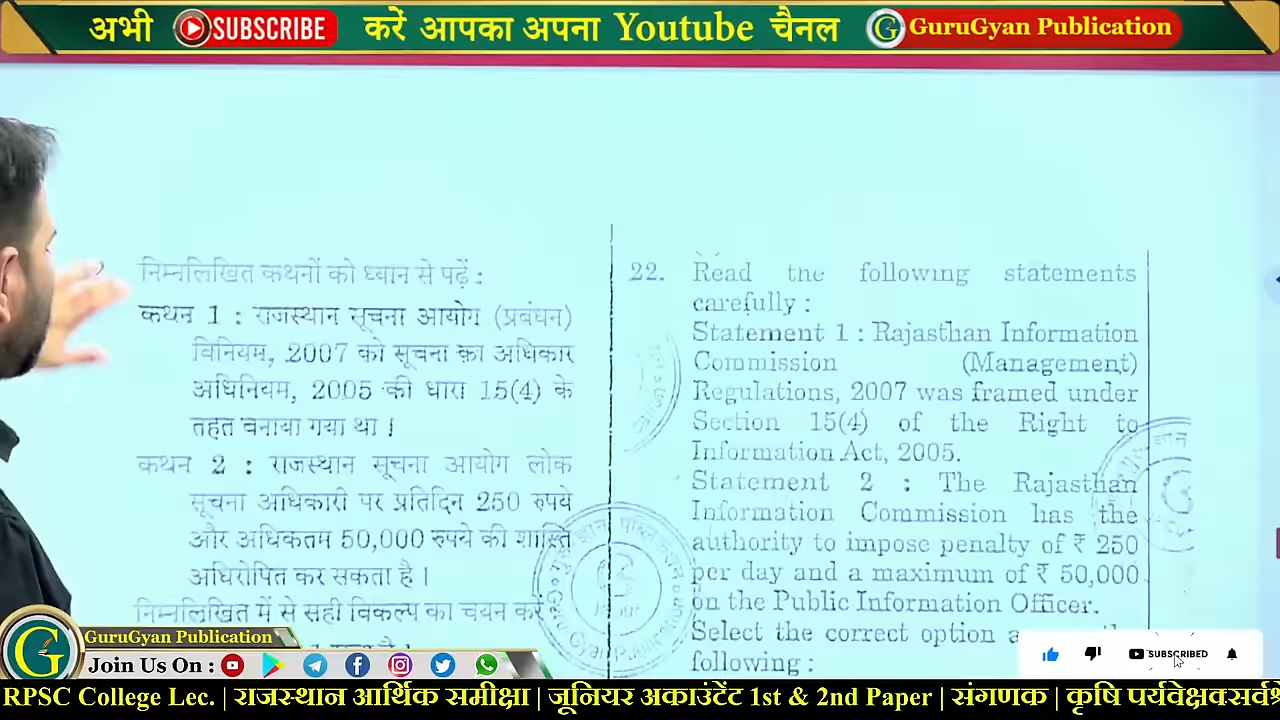 अभी SUBSCRIBE करें आपका अपना Youtube चैनल GuruGyan Publication
निम्नलिखित कथनों को ध्यान से पढ़ें :
कथन 1 : राजस्थान सूचना आयोग (प्रबंधन)
विनियम, 2007 को सूचना का अधिकार
अधिनियम, 2005 की धारा 15(4) के
तहत बनाया गया था ।
कथन 2 : राजस्थान सूचना आयोग लोक
सूचना अधिकारी पर प्रतिदिन 250 रुपये
और अधिकतम 50,000 रुपये की शास्ति
अधिरोपित कर सकता है ।
निम्नलिखित में से सही विकल्प का चयन करें
22. Read the following statements
carefully :
Statement 1 : Rajasthan Information
Commission (Management)
Regulations, 2007 was framed under
Section 15(4) of the Right to
Information Act, 2005.
Statement 2 : The Rajasthan
Information Commission has the
authority to impose penalty of ₹ 250
per day and a maximum of ₹ 50,000
on the Public Information Officer.
Select the correct option
following :
SUBSCRIBED
GuruGyan Publication
Join Us On :
RPSC College Lec. | राजस्थान आर्थिक समीक्षा | जूनियर अकाउंटेंट 1st & 2nd Paper | संगणक | कृषि पर्यवेक्षक